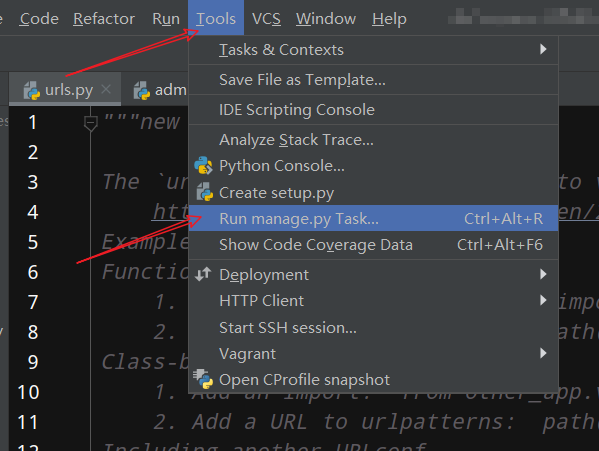 Code Refactor Run Tools VCS Window Help
Tasks & Contexts
Save File as Template...
IDE Scripting Console
Analyze Stack Trace...
Python Console...
Create setup.py
Run manage.py Task... Ctrl+Alt+R
Show Code Coverage Data Ctrl+Alt+F6
Deployment
HTTP Client
Start SSH session...
Vagrant
Open CProfile snapshot
urls.py adm
1 """new
2
3 The `ur to v
4 ht en/
5 Example
6 Functio
7 1. impo
8 2. path
9 Class-b
10 1. Add an import: from other_app.v
11 2. Add a URL to urlpatterns: path
12 Including another URLconf